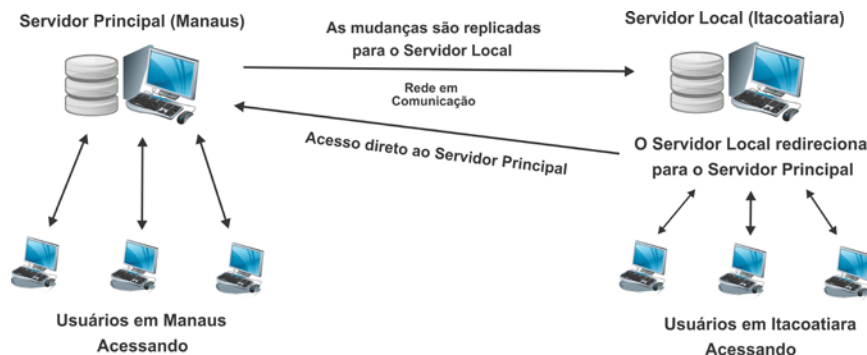 Servidor Principal (Manaus)
As mudanças são replicadas
para o Servidor Local
Servidor Local (Itacoatiara)
Rede em
Comunicação
Acesso direto ao Servidor Principal
O Servidor Local redireciona
para o Servidor Principal
Usuários em Manaus
Acessando
Usuários em Itacoatiara
Acessando